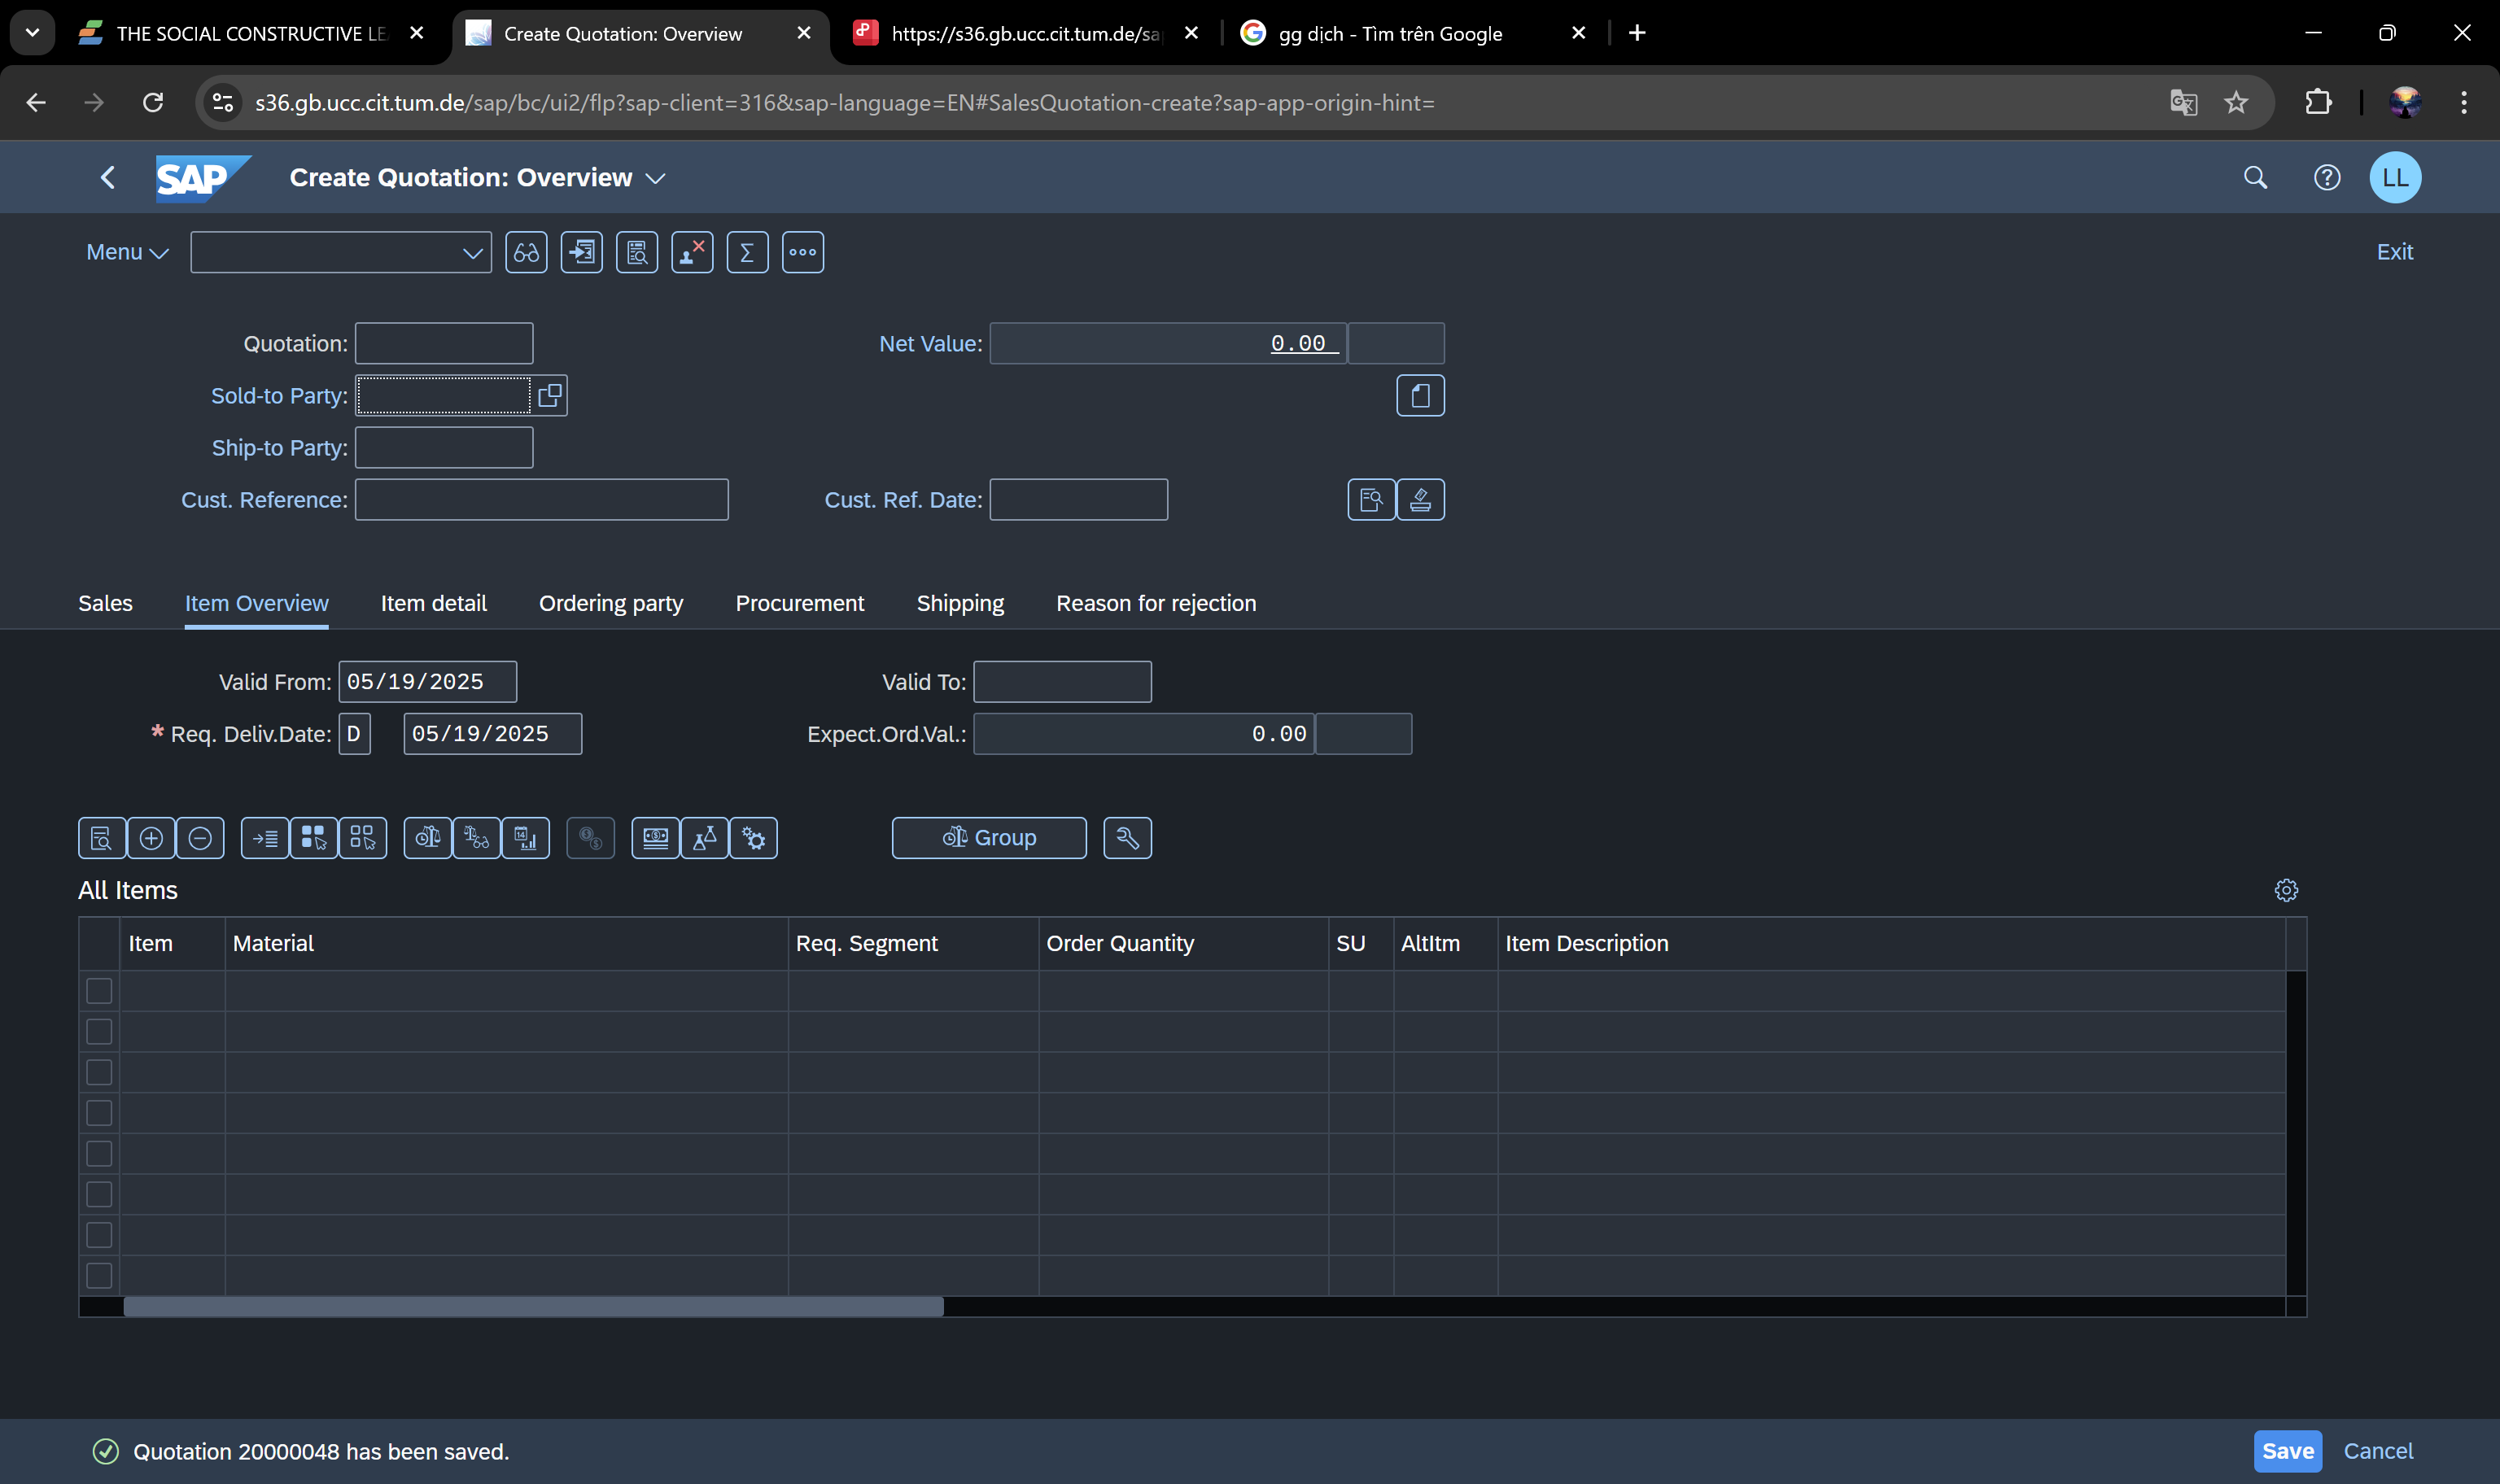 THE SOCIAL CONSTRUCTIVE LE
Create Quotation: Overview
https://s36.gb.ucc.cit.tum.de/sa
gg dịch - Tìm trên Google
s36.gb.ucc.cit.tum.de/sap/bc/ui2/flp?sap-client=316&sap-language=EN#SalesQuotation-create?sap-app-origin-hint=
SAP
Create Quotation: Overview
LL
Menu
Exit
Quotation:
Net Value: 0.00
Sold-to Party:
Ship-to Party:
Cust. Reference:
Cust. Ref. Date:
Sales
Item Overview
Item detail
Ordering party
Procurement
Shipping
Reason for rejection
Valid From: 05/19/2025
Valid To:
* Req. Deliv.Date: D 05/19/2025
Expect.Ord.Val.: 0.00
14
Group
All Items
Item
Material
Req. Segment
Order Quantity
SU
AltItm
Item Description
Quotation 20000048 has been saved.
Save
Cancel